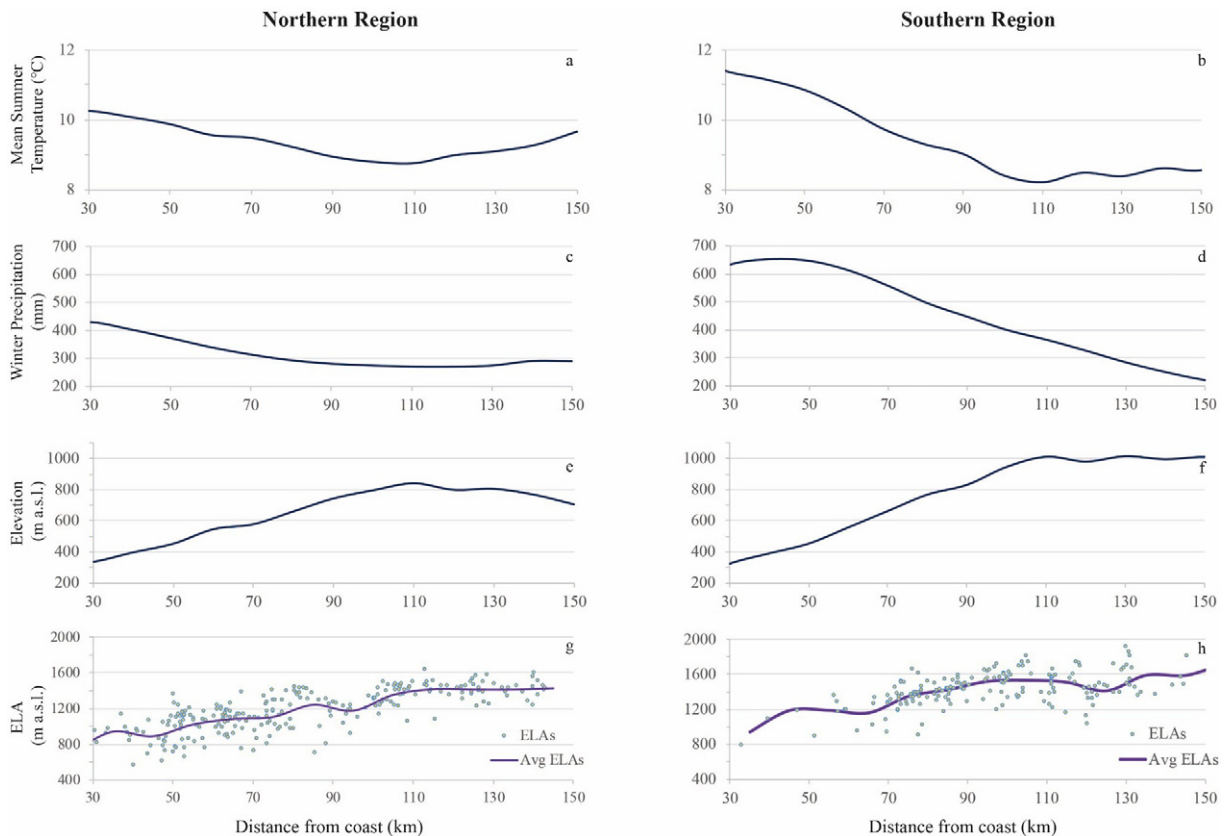 Northern Region
Southern Region
Mean Summer
Temperature (°C)
12
10
8
a
30 50 70 90 110 130 150
12
10
8
b
30 50 70 90 110 130 150
Winter Precipitation
(mm)
700
600
500
400
300
200
c
30 50 70 90 110 130 150
700
600
500
400
300
200
d
30 50 70 90 110 130 150
Elevation
(m a.s.l.)
1000
800
600
400
200
e
30 50 70 90 110 130 150
1000
800
600
400
200
f
30 50 70 90 110 130 150
ELA
(m a.s.l.)
2000
1600
1200
800
400
g
ELAs
Avg ELAs
30 50 70 90 110 130 150
Distance from coast (km)
2000
1600
1200
800
400
h
ELAs
Avg ELAs
30 50 70 90 110 130 150
Distance from coast (km)